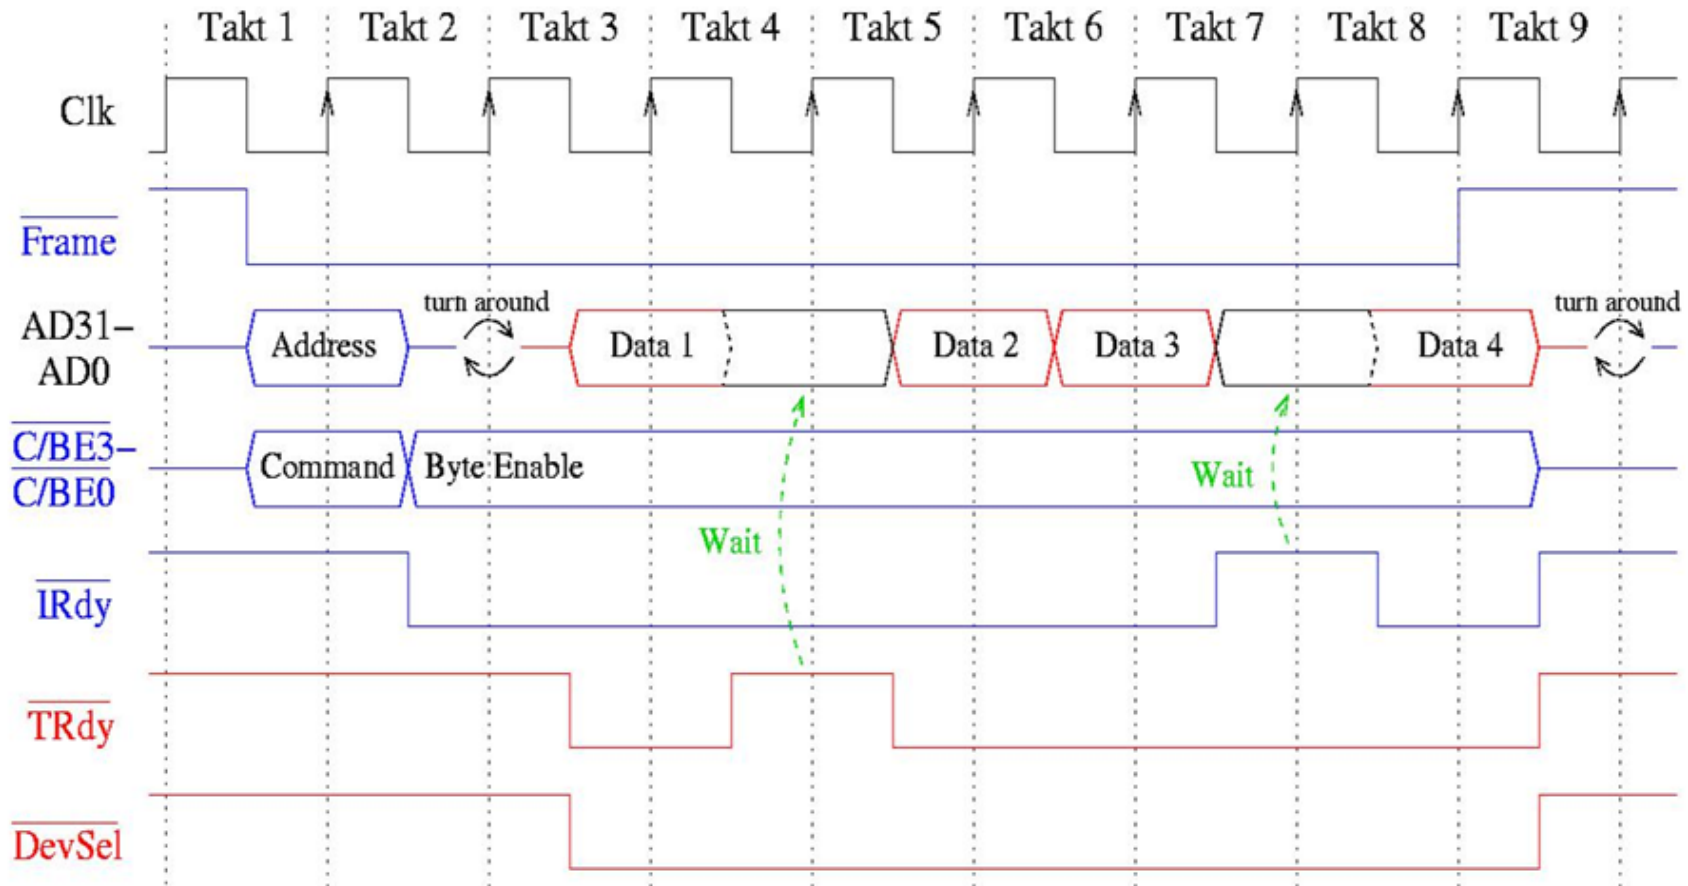 Takt 1 Takt 2 Takt 3 Takt 4 Takt 5 Takt 6 Takt 7 Takt 8 Takt 9
Clk
Frame
turn around turn around
AD31–
AD0
Address Data 1 Data 2 Data 3 Data 4
C/BE3–
C/BE0
Command Byte Enable
Wait
Wait
IRdy
TRdy
DevSel